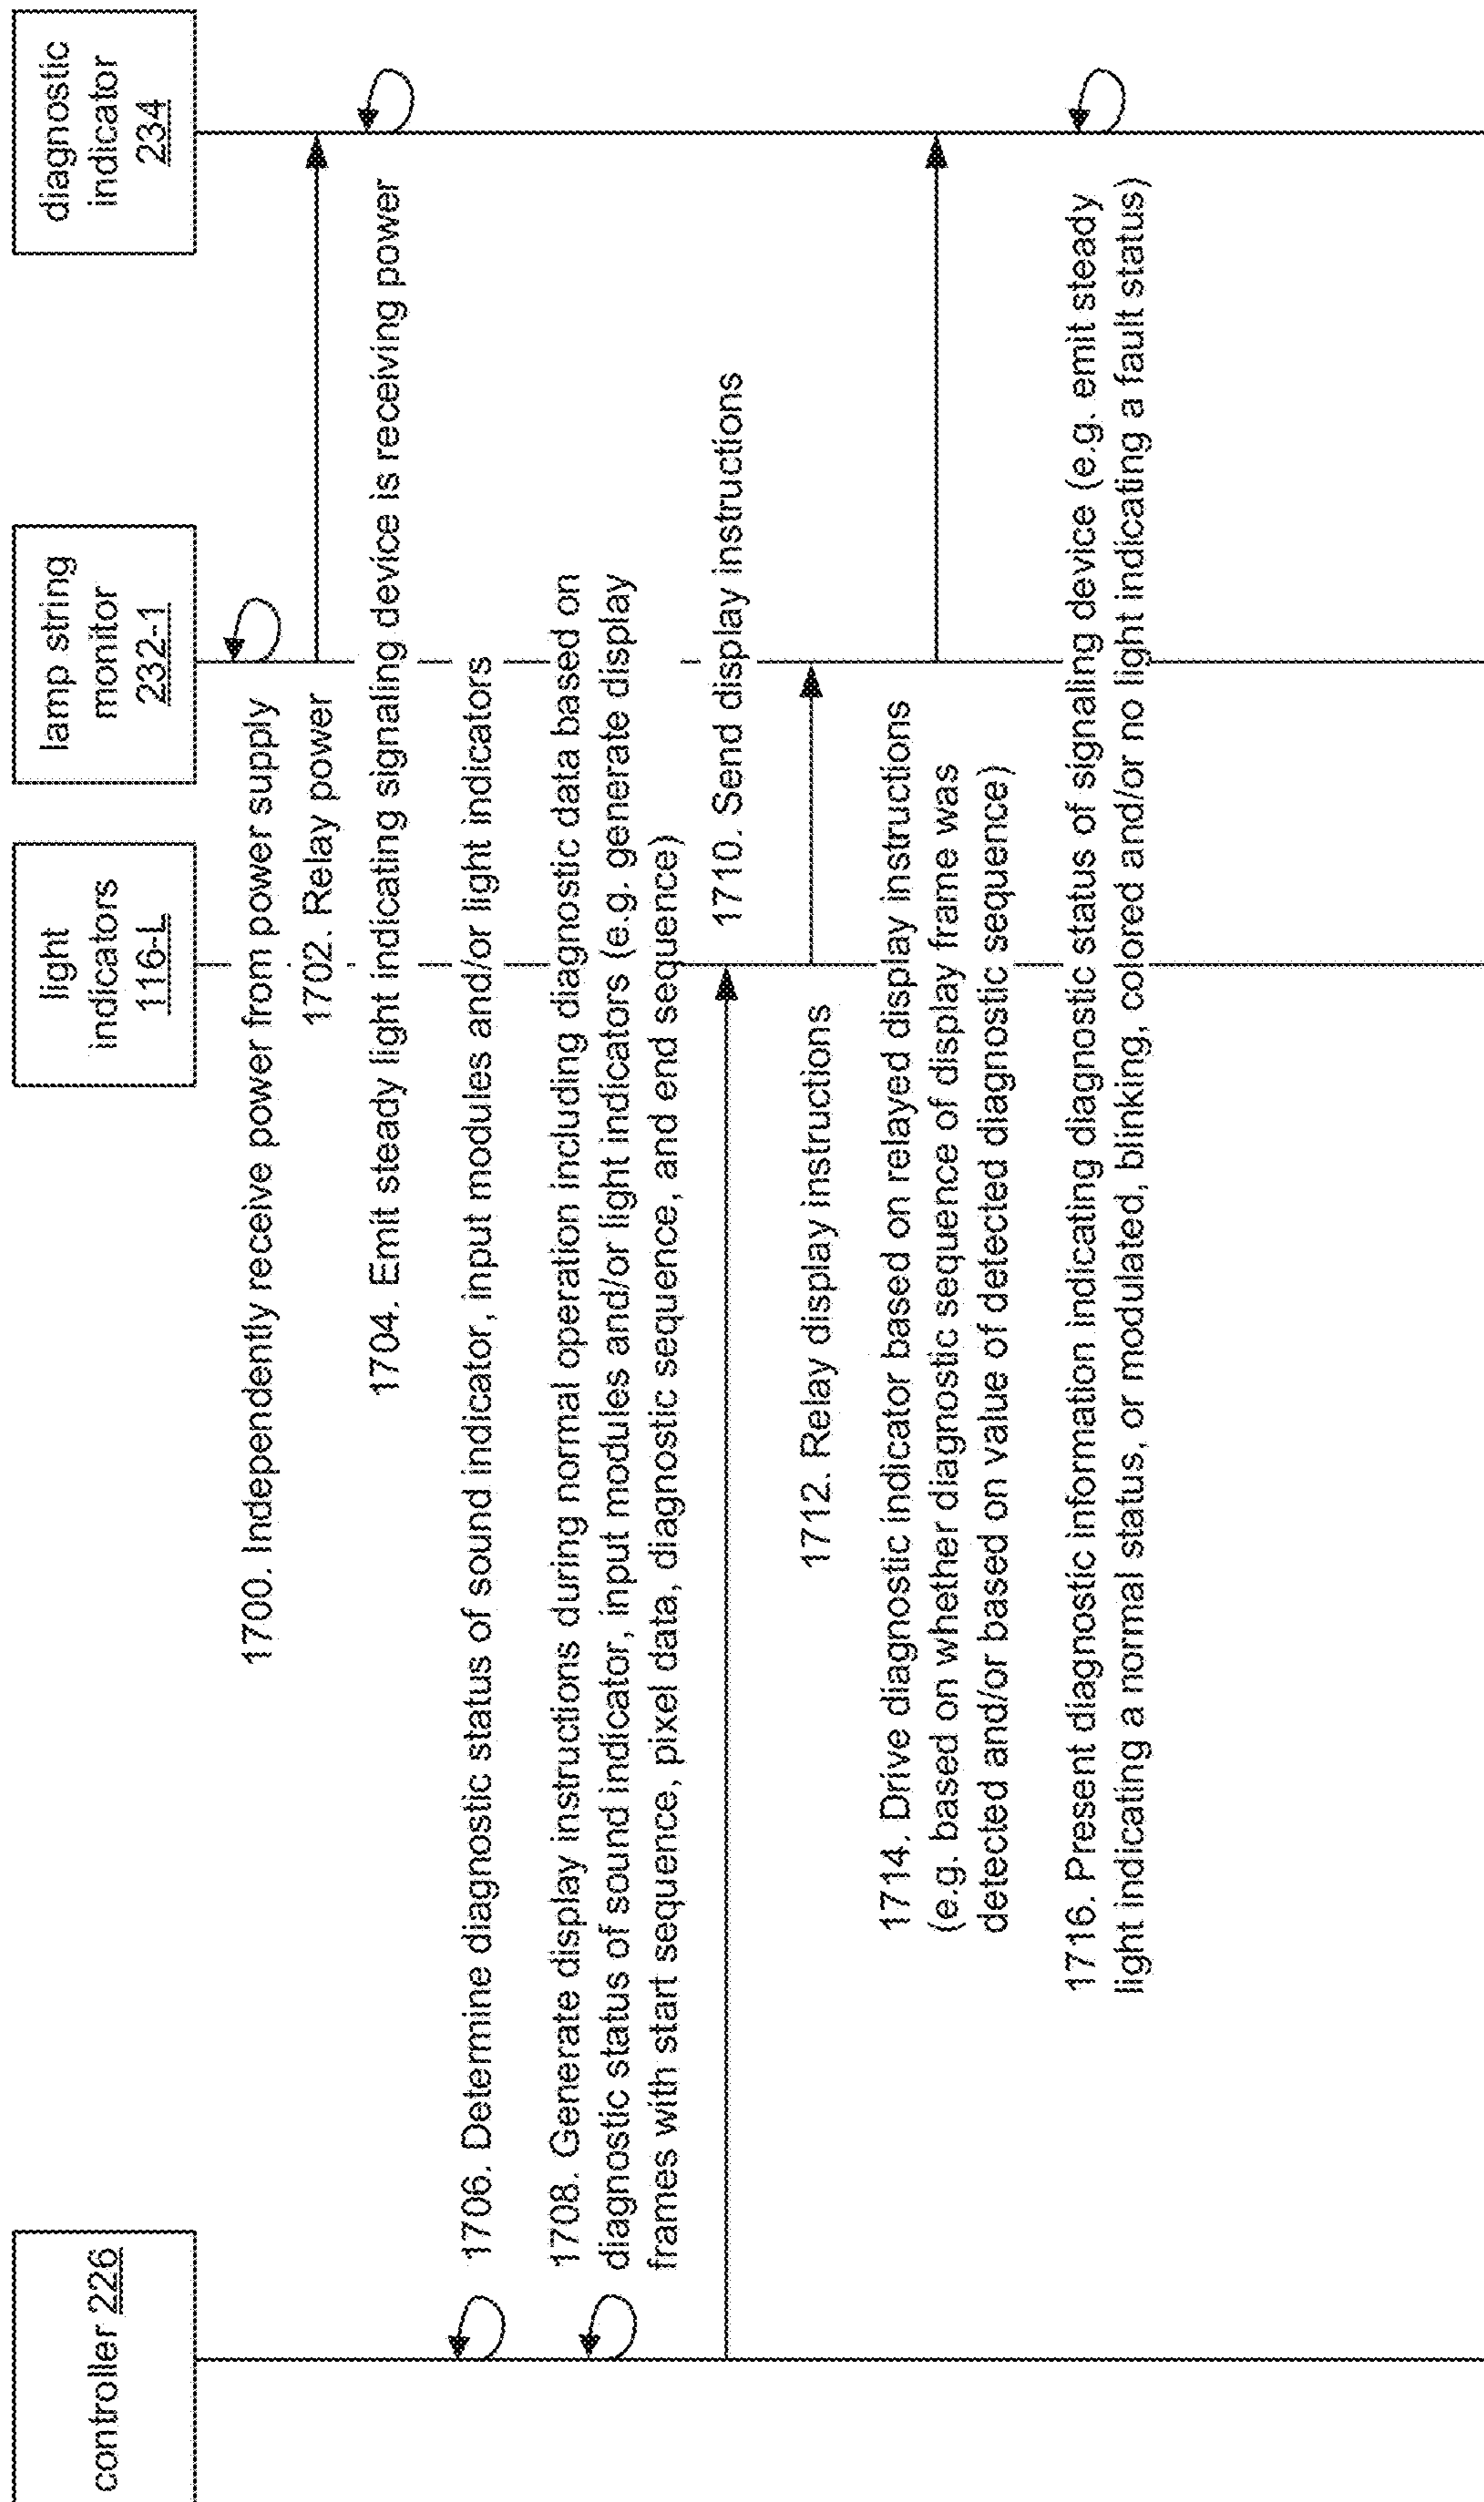 controller 226
light
indicators
116-L
lamp string
monitor
232-1
diagnostic
indicator
234
1700. Independently receive power from power supply
1702. Relay power
1704. Emit steady light indicating signaling device is receiving power
1706. Determine diagnostic status of sound indicator, input modules and/or light indicators
1708. Generate display instructions during normal operation including diagnostic data based on
diagnostic status of sound indicator, input modules and/or light indicators (e.g. generate display
frames with start sequence, pixel data, diagnostic sequence, and end sequence)
1710. Send display instructions
1712. Relay display instructions
1714. Drive diagnostic indicator based on relayed display instructions
(e.g. based on whether diagnostic sequence of display frame was
detected and/or based on value of detected diagnostic sequence)
1716. Present diagnostic information indicating diagnostic status of signaling device (e.g. emit steady
light indicating a normal status, or modulated, blinking, colored and/or no light indicating a fault status)